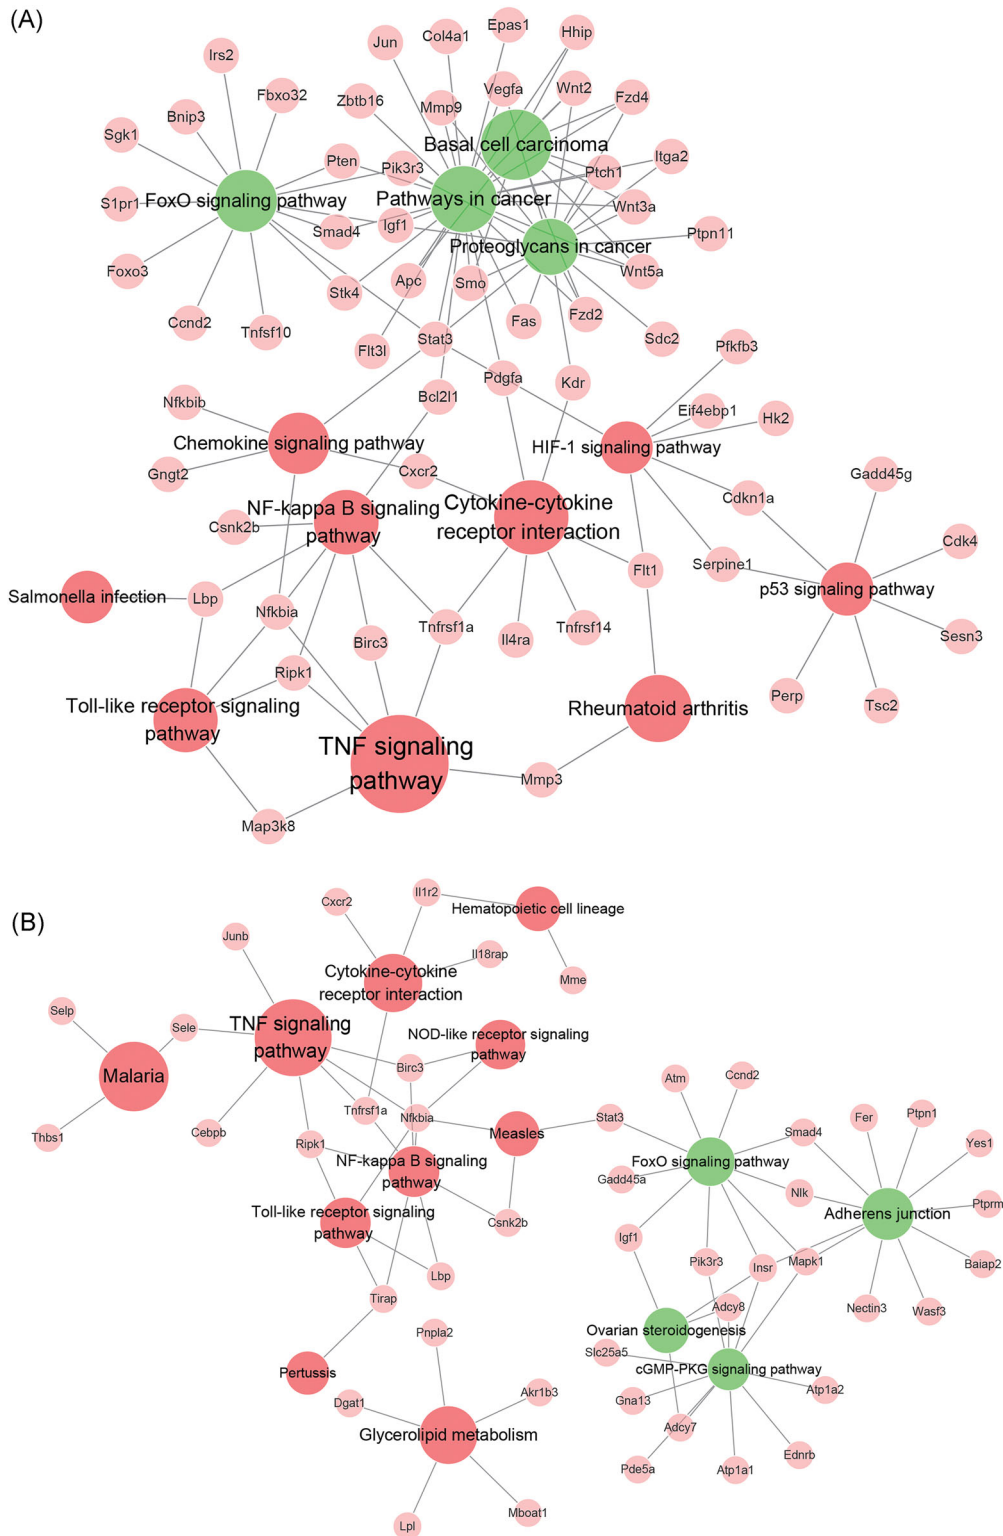 (A)
Epas1
Hhip
Col4a1
Jun
Irs2
Vegfa
Wnt2
Fzd4
Fbxo32
Zbtb16
Mmp9
Bnip3
Sgk1
Basal cell carcinoma
Itga2
Pten
Pik3r3
Ptch1
S1pr1
FoxO signaling pathway
Pathways in cancer
Wnt3a
Smad4
Igf1
Proteoglycans in cancer
Ptpn11
Foxo3
Wnt5a
Stk4
Apc
Smo
Ccnd2
Tnfsf10
Fas
Fzd2
Flt3l
Stat3
Sdc2
Pfkfb3
Pdgfa
Kdr
Bcl2l1
Nfkbib
Eif4ebp1
Hk2
Chemokine signaling pathway
HIF-1 signaling pathway
Gngt2
Cxcr2
Gadd45g
Cdkn1a
NF-kappa B signaling
pathway
Cytokine-cytokine
receptor interaction
Csnk2b
Cdk4
Flt1
Serpine1
p53 signaling pathway
Salmonella infection
Lbp
Nfkbia
Tnfrsf1a
Il4ra
Tnfrsf14
Birc3
Sesn3
Ripk1
Perp
Tsc2
Toll-like receptor signaling
pathway
Rheumatoid arthritis
TNF signaling
pathway
Mmp3
Map3k8
(B)
Cxcr2
Il1r2
Hematopoietic cell lineage
Junb
Il18rap
Cytokine-cytokine
receptor interaction
Mme
Selp
Sele
TNF signaling
pathway
NOD-like receptor signaling
pathway
Malaria
Birc3
Atm
Ccnd2
Tnfrsf1a
Nfkbia
Stat3
Fer
Ptpn1
Thbs1
Cebpb
Ripk1
Measles
Smad4
Yes1
NF-kappa B signaling
pathway
FoxO signaling pathway
Gadd45a
Nlk
Ptprm
Toll-like receptor signaling
pathway
Csnk2b
Adherens junction
Igf1
Pik3r3
Insr
Mapk1
Baiap2
Lbp
Tirap
Adcy8
Nectin3
Wasf3
Pnpla2
Ovarian steroidogenesis
Slc25a5
Pertussis
cGMP-PKG signaling pathway
Dgat1
Akr1b3
Gna13
Atp1a2
Glycerolipid metabolism
Adcy7
Pde5a
Atp1a1
Ednrb
Lpl
Mboat1